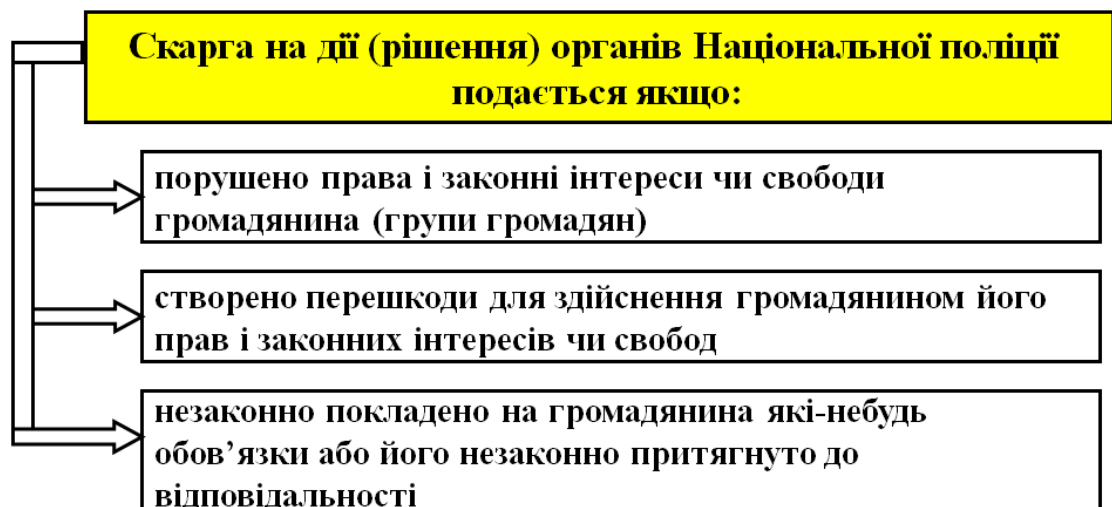 Скарга на дії (рішення) органів Національної поліції
подається якщо:
порушено права і законні інтереси чи свободи
громадянина (групи громадян)
створено перешкоди для здійснення громадянином його
прав і законних інтересів чи свобод
незаконно покладено на громадянина які-небудь
обов’язки або його незаконно притягнуто до
відповідальності